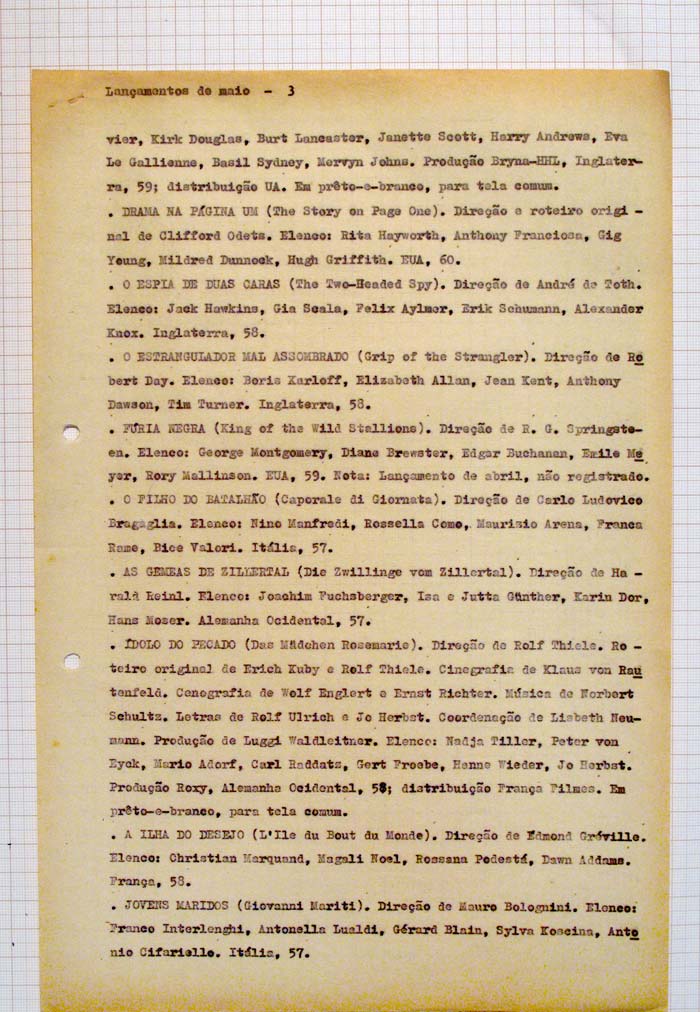 Lançamentos de maio - 3
vier, Kirk Douglas, Burt Lancaster, Janette Scott, Harry Andrews, Eva
Le Gallienne, Basil Sydney, Mervyn Johns. Produção Bryna-HHL, Inglater-
ra, 59; distribuição UA. Em prêto-e-branco, para tela comum.
. DRAMA NA PÁGINA UM (The Story on Page One). Direção e roteiro origi -
nal de Clifford Odets. Elenco: Rita Hayworth, Anthony Franciosa, Gig
Young, Mildred Dunnock, Hugh Griffith. EUA, 60.
. O ESPIA DE DUAS CARAS (The Two-Headed Spy). Direção de André de Toth.
Elenco: Jack Hawkins, Gia Scala, Felix Aylmer, Erik Schumann, Alexander
Knox. Inglaterra, 58.
. O ESTRANGULADOR MAL ASSOMBRADO (Grip of the Strangler). Direção de Ro
bert Day. Elenco: Boris Karloff, Elizabeth Allan, Jean Kent, Anthony
Dawson, Tim Turner. Inglaterra, 58.
. FÚRIA NEGRA (King of the Wild Stallions). Direção de R. G. Springste-
en. Elenco: George Montgomery, Diane Brewster, Edgar Buchanan, Emile Me
yer, Rory Mallinson. EUA, 59. Nota: Lançamento de abril, não registrado.
. O FILHO DO BATALHÃO (Caporale di Giornata). Direção de Carlo Ludovico
Bragaglia. Elenco: Nino Manfredi, Rossella Como, Maurizio Arena, Franca
Rame, Bice Valori. Itália, 57.
. AS GÊMEAS DE ZILLERTAL (Die Zwillinge vom Zillertal). Direção de Ha -
rald Reinl. Elenco: Joachim Fuchsberger, Isa e Jutta Günther, Karin Dor,
Hans Moser. Alemanha Ocidental, 57.
. ÍDOLO DO PECADO (Das Mädchen Rosemarie). Direção de Rolf Thiele. Ro -
teiro original de Erich Kuby e Rolf Thiele. Cinegrafia de Klaus von Rau
tenfeld. Cenografia de Wolf Englert e Ernst Richter. Música de Norbert
Schultz. Letras de Rolf Ulrich e Jo Herbst. Coordenação de Lisbeth Neu-
mann. Produção de Luggi Waldleitner. Elenco: Nadja Tiller, Peter von
Eyck, Mario Adorf, Carl Raddatz, Gert Froebe, Hanne Wieder, Jo Herbst.
Produção Roxy, Alemanha Ocidental, 58; distribuição França Filmes. Em
prêto-e-branco, para tela comum.
. A ILHA DO DESEJO (L'Ile du Bout du Monde). Direção de Edmond Gréville.
Elenco: Christian Marquand, Magali Noel, Rossana Podestá, Dawn Addams.
França, 58.
. JOVENS MARIDOS (Giovanni Mariti). Direção de Mauro Bolognini. Elenco:
Franco Interlenghi, Antonella Lualdi, Gérard Blain, Sylva Koscina, Anto
nio Cifarielle. Itália, 57.